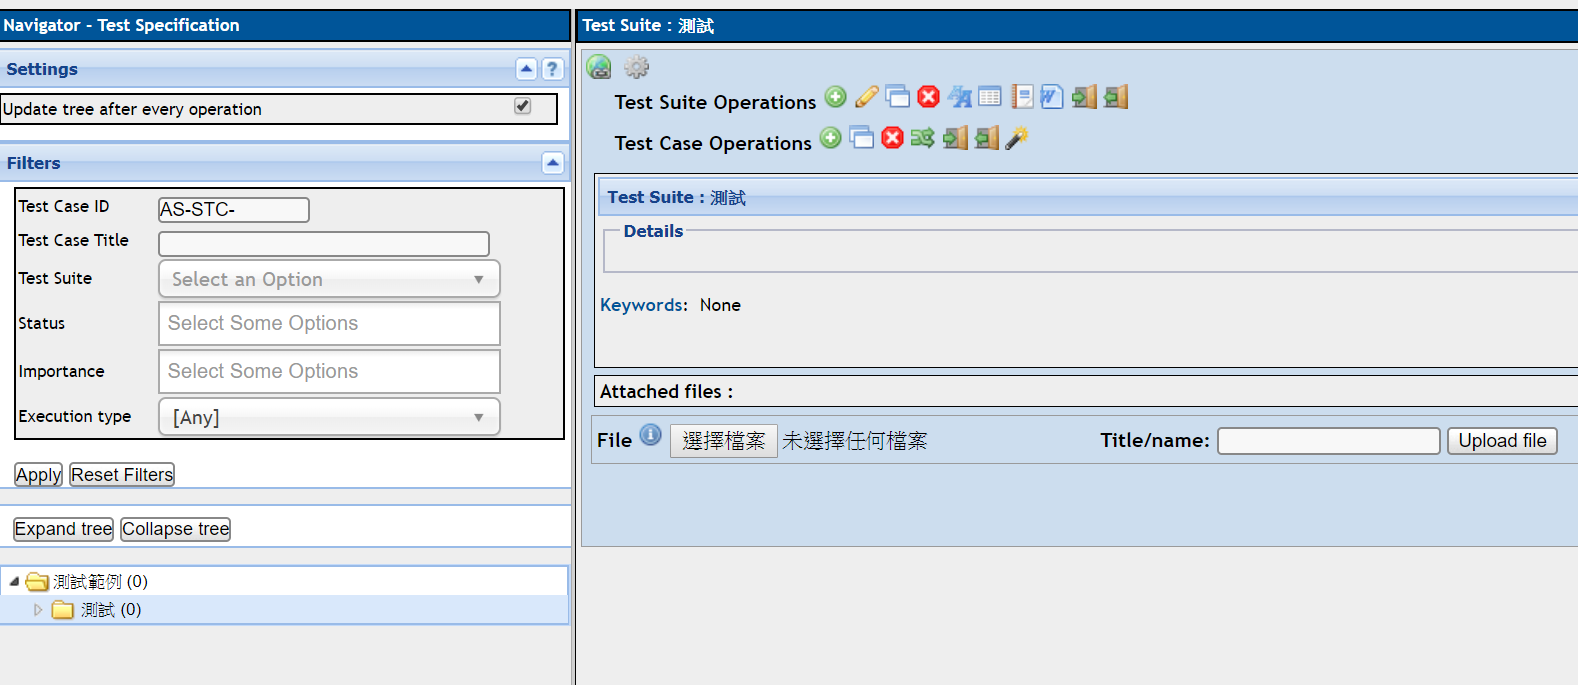 Navigator - Test Specification
Settings
?
Update tree after every operation
Filters
Test Case ID AS-STC-
Test Case Title
Test Suite Select an Option
Status Select Some Options
Importance Select Some Options
Execution type [Any]
Apply Reset Filters
Expand tree Collapse tree
測試範例 (0)
測試 (0)
Test Suite : 測試
Test Suite Operations
Test Case Operations
Test Suite : 測試
Details
Keywords: None
Attached files :
File 選擇檔案 未選擇任何檔案 Title/name: Upload file